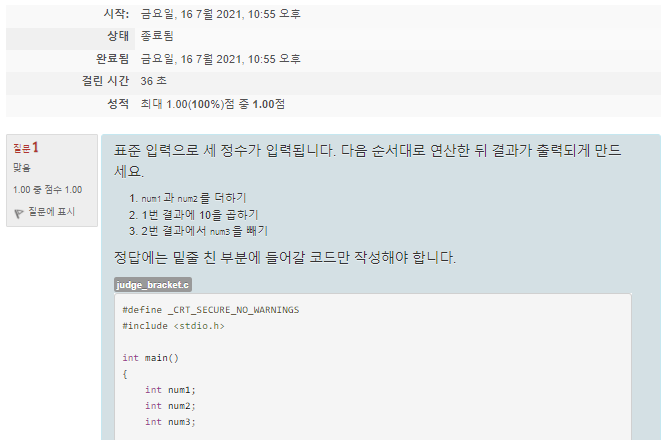 시작: 금요일, 16 7월 2021, 10:55 오후
상태 종료됨
완료됨 금요일, 16 7월 2021, 10:55 오후
걸린 시간 36 초
성적 최대 1.00(100%)점 중 1.00점
질문 1
맞음
1.00 중 점수 1.00
질문에 표시
표준 입력으로 세 정수가 입력됩니다. 다음 순서대로 연산한 뒤 결과가 출력되게 만드
세요.
1. num1 과 num2 를 더하기
2. 1번 결과에 10을 곱하기
3. 2번 결과에서 num3 을 빼기
정답에는 밑줄 친 부분에 들어갈 코드만 작성해야 합니다.
judge_bracket.c
#define _CRT_SECURE_NO_WARNINGS
#include <stdio.h>
int main()
{
int num1;
int num2;
int num3;